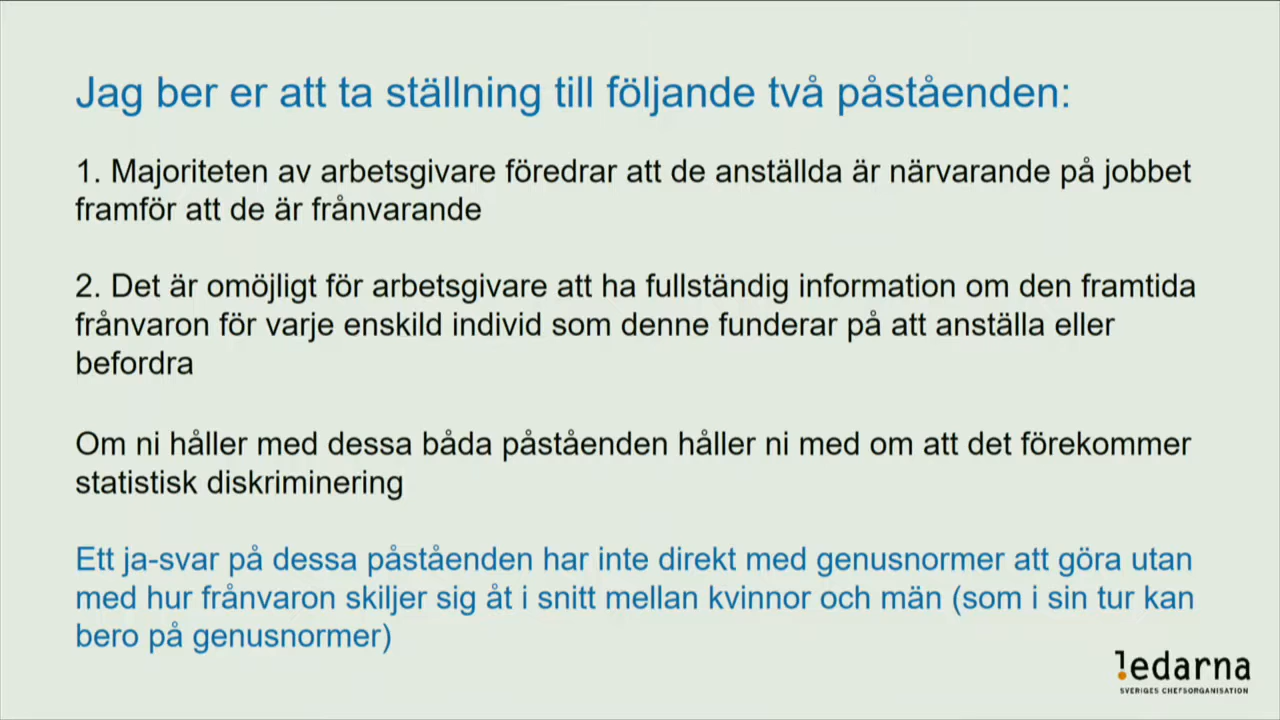 Jag ber er att ta ställning till följande två påståenden:
1. Majoriteten av arbetsgivare föredrar att de anställda är närvarande på jobbet
framför att de är frånvarande
2. Det är omöjligt för arbetsgivare att ha fullständig information om den framtida
frånvaron för varje enskild individ som denne funderar på att anställa eller
befordra
Om ni håller med dessa båda påståenden håller ni med om att det förekommer
statistisk diskriminering
Ett ja-svar på dessa påståenden har inte direkt med genusnormer att göra utan
med hur frånvaron skiljer sig åt i snitt mellan kvinnor och män (som i sin tur kan
bero på genusnormer)
ledarna
SVERIGES CHEFSORGANISATION